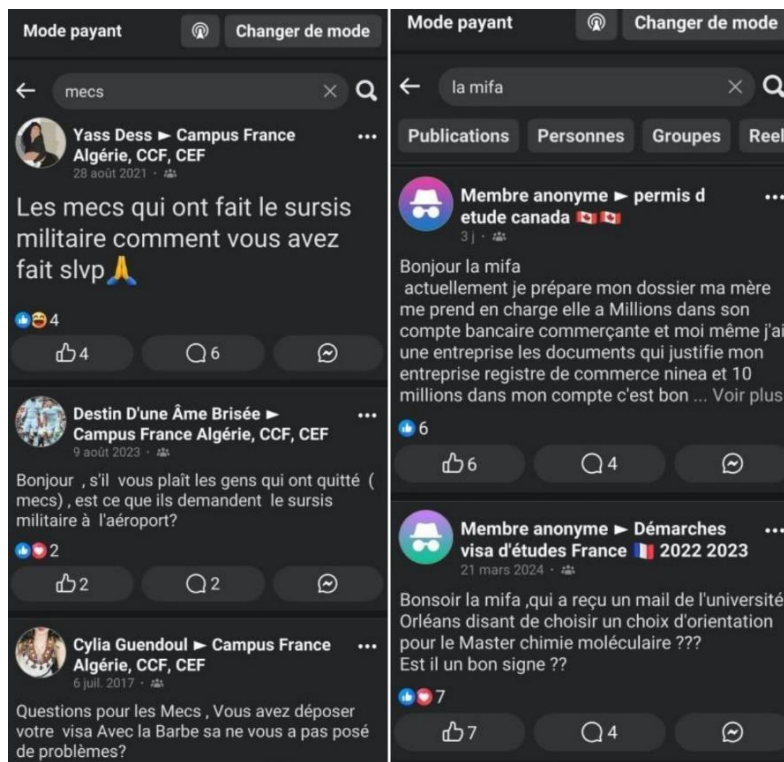 Mode payant
Changer de mode
mecs
Yass Dess ► Campus France
Algérie, CCF, CEF
28 août 2021 ·
Les mecs qui ont fait le sursis
militaire comment vous avez
fait slvp🙏
4
4
6
Destin D'une Âme Brisée ►
Campus France Algérie, CCF, CEF
9 août 2023 ·
Bonjour , s'il vous plaît les gens qui ont quitté (
mecs) , est ce que ils demandent le sursis
militaire à l'aéroport?
2
2
2
Cylia Guendoul ► Campus France
Algérie, CCF, CEF
6 juil. 2017 ·
Questions pour les Mecs , Vous avez déposer
votre visa Avec la Barbe sa ne vous a pas posé
de problèmes?
Mode payant
Changer de mode
la mifa
Publications
Personnes
Groupes
Reel
Membre anonyme ► permis d
etude canada 🇨🇦🇨🇦
3 j ·
Bonjour la mifa
actuellement je prépare mon dossier ma mère
me prend en charge elle a Millions dans son
compte bancaire commerçante et moi même j'ai
une entreprise les documents qui justifie mon
entreprise registre de commerce ninea et 10
millions dans mon compte c'est bon ... Voir plus
6
6
4
Membre anonyme ► Démarches
visa d'études France 🇫🇷 2022 2023
21 mars 2024 ·
Bonsoir la mifa ,qui a reçu un mail de l'université
Orléans disant de choisir un choix d'orientation
pour le Master chimie moléculaire ???
Est il un bon signe ??
7
7
4